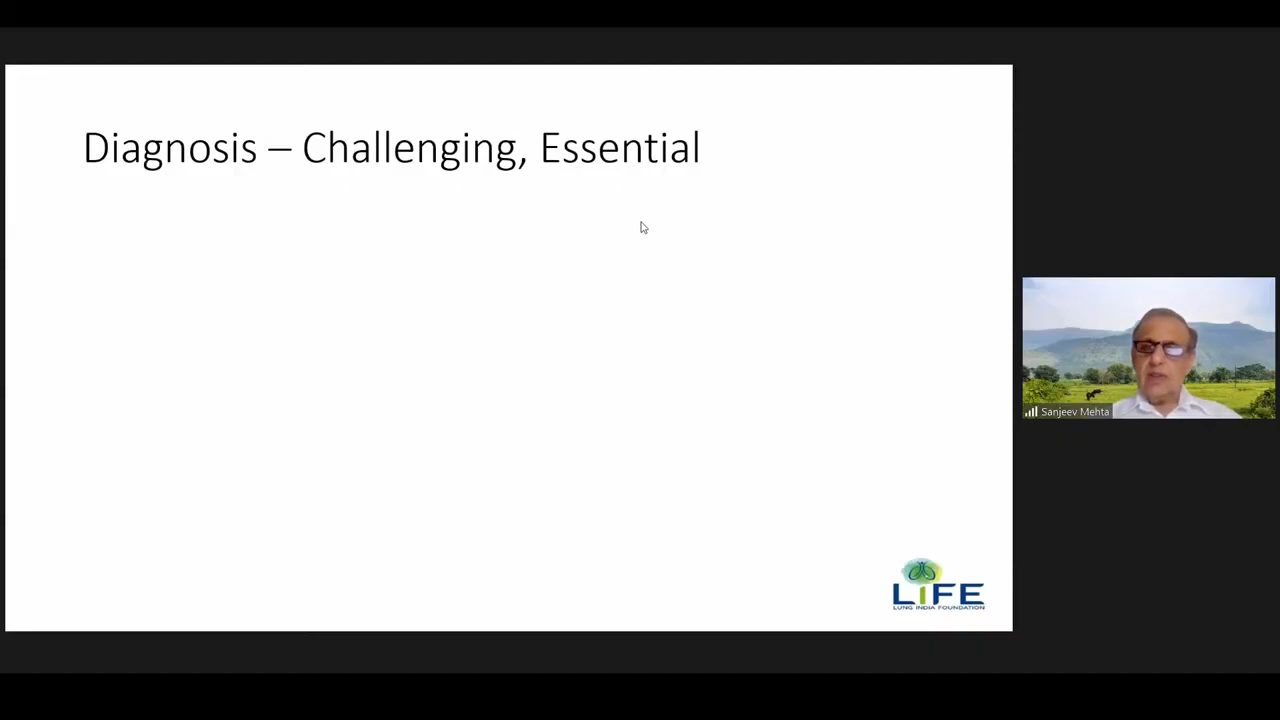 Diagnosis – Challenging, Essential
Sanjeev Mehta
LiFE
LUNG INDIA FOUNDATION